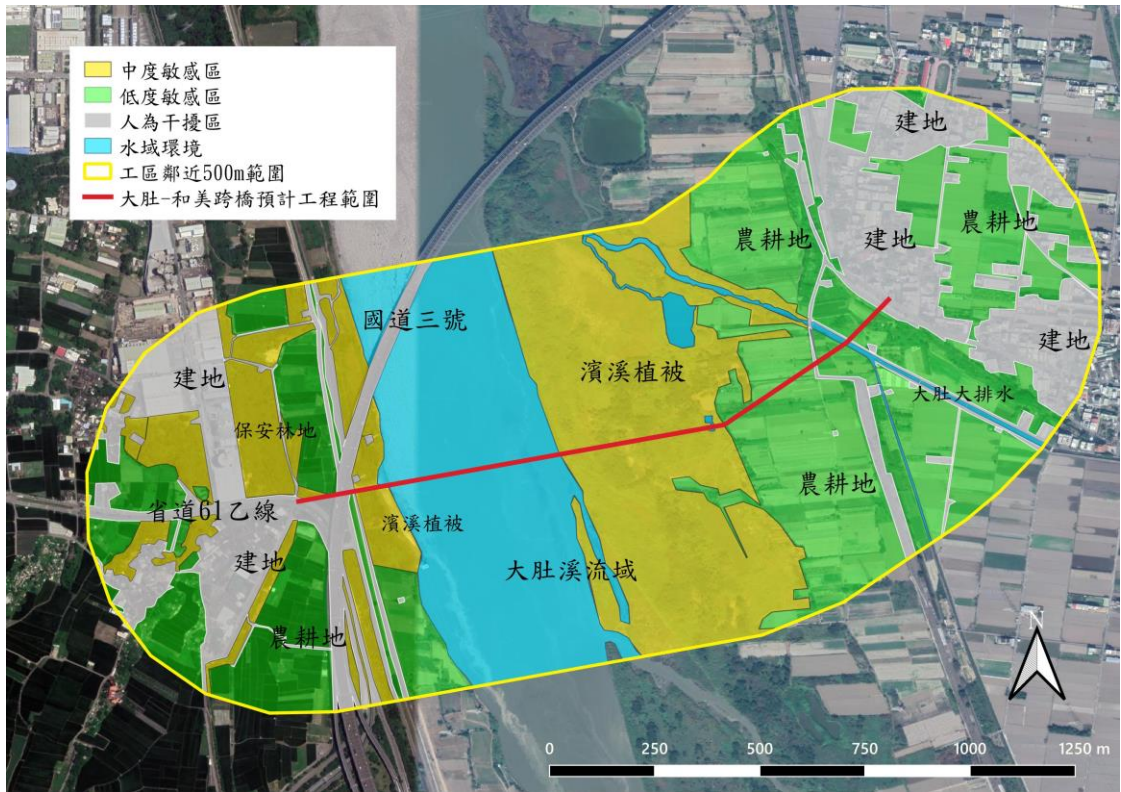 中度敏感區
低度敏感區
人為干擾區
水域環境
工區鄰近500m範圍
大肚-和美跨橋預計工程範圍
建地
農耕地
農耕地
建地
國道三號
建地
濱溪植被
建地
大肚大排水
保安林地
農耕地
省道61乙線
濱溪植被
建地
大肚溪流域
農耕地
N
0 250 500 750 1000 1250 m